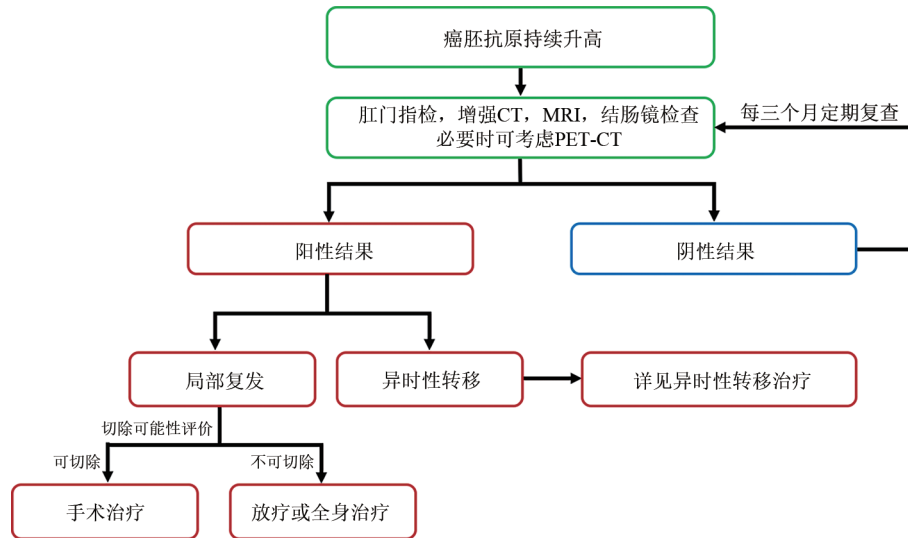 癌胚抗原持续升高
肛门指检，增强CT，MRI，结肠镜检查
必要时可考虑PET-CT
每三个月定期复查
阳性结果
阴性结果
局部复发
异时性转移
详见异时性转移治疗
切除可能性评价
可切除
不可切除
手术治疗
放疗或全身治疗